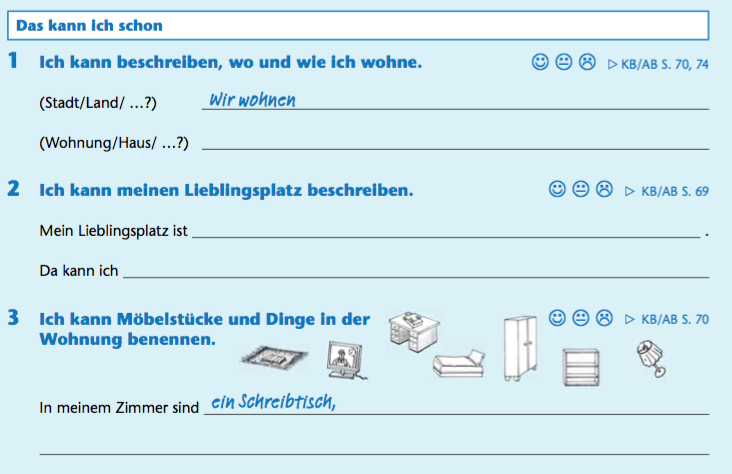 Das kann ich schon
1 Ich kann beschreiben, wo und wie ich wohne. ▷ KB/AB S. 70, 74
(Stadt/Land/ …?) Wir wohnen
(Wohnung/Haus/ …?)
2 Ich kann meinen Lieblingsplatz beschreiben. ▷ KB/AB S. 69
Mein Lieblingsplatz ist .
Da kann ich
3 Ich kann Möbelstücke und Dinge in der ▷ KB/AB S. 70
Wohnung benennen.
In meinem Zimmer sind ein Schreibtisch,